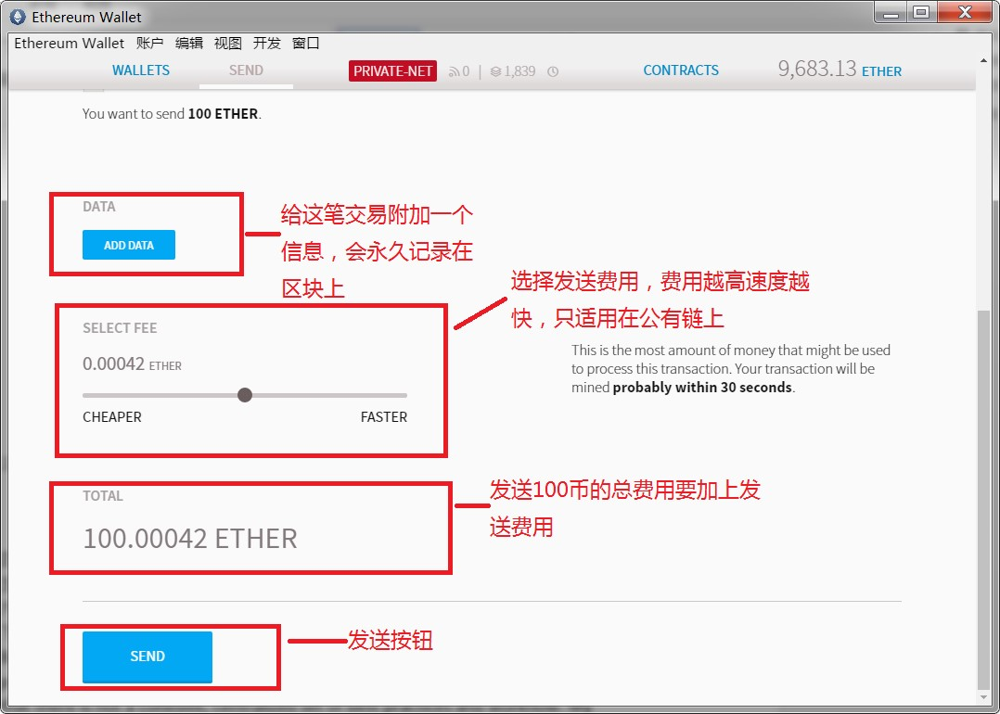 Ethereum Wallet
Ethereum Wallet 账户 编辑 视图 开发 窗口
WALLETS SEND PRIVATE-NET 0 | 1,839 CONTRACTS 9,683.13 ETHER
You want to send 100 ETHER.
DATA
ADD DATA
给这笔交易附加一个
信息，会永久记录在
区块上
选择发送费用，费用越高速度越
快，只适用在公有链上
SELECT FEE
0.00042 ETHER
CHEAPER FASTER
This is the most amount of money that might be used
to process this transaction. Your transaction will be
mined probably within 30 seconds.
TOTAL
100.00042 ETHER
发送100币的总费用要加上发
送费用
SEND
发送按钮